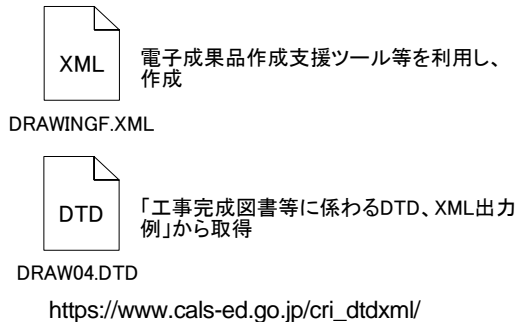 XML
電子成果品作成支援ツール等を利用し、
作成
DRAWINGF.XML
DTD
「工事完成図書等に係わるDTD、XML出力
例」から取得
DRAW04.DTD
https://www.cals-ed.go.jp/cri_dtdxml/